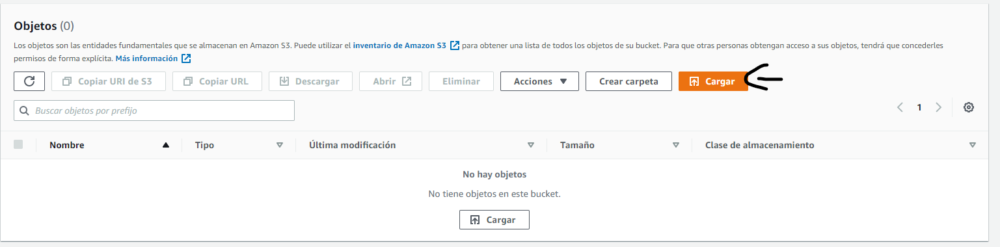 Objetos (0)
Los objetos son las entidades fundamentales que se almacenan en Amazon S3. Puede utilizar el inventario de Amazon S3 para obtener una lista de todos los objetos de su bucket. Para que otras personas obtengan acceso a sus objetos, tendrá que concederles
permisos de forma explícita. Más información
Copiar URI de S3 Copiar URL Descargar Abrir Eliminar Acciones Crear carpeta Cargar
Buscar objetos por prefijo 1
Nombre Tipo Última modificación Tamaño Clase de almacenamiento
No hay objetos
No tiene objetos en este bucket.
Cargar